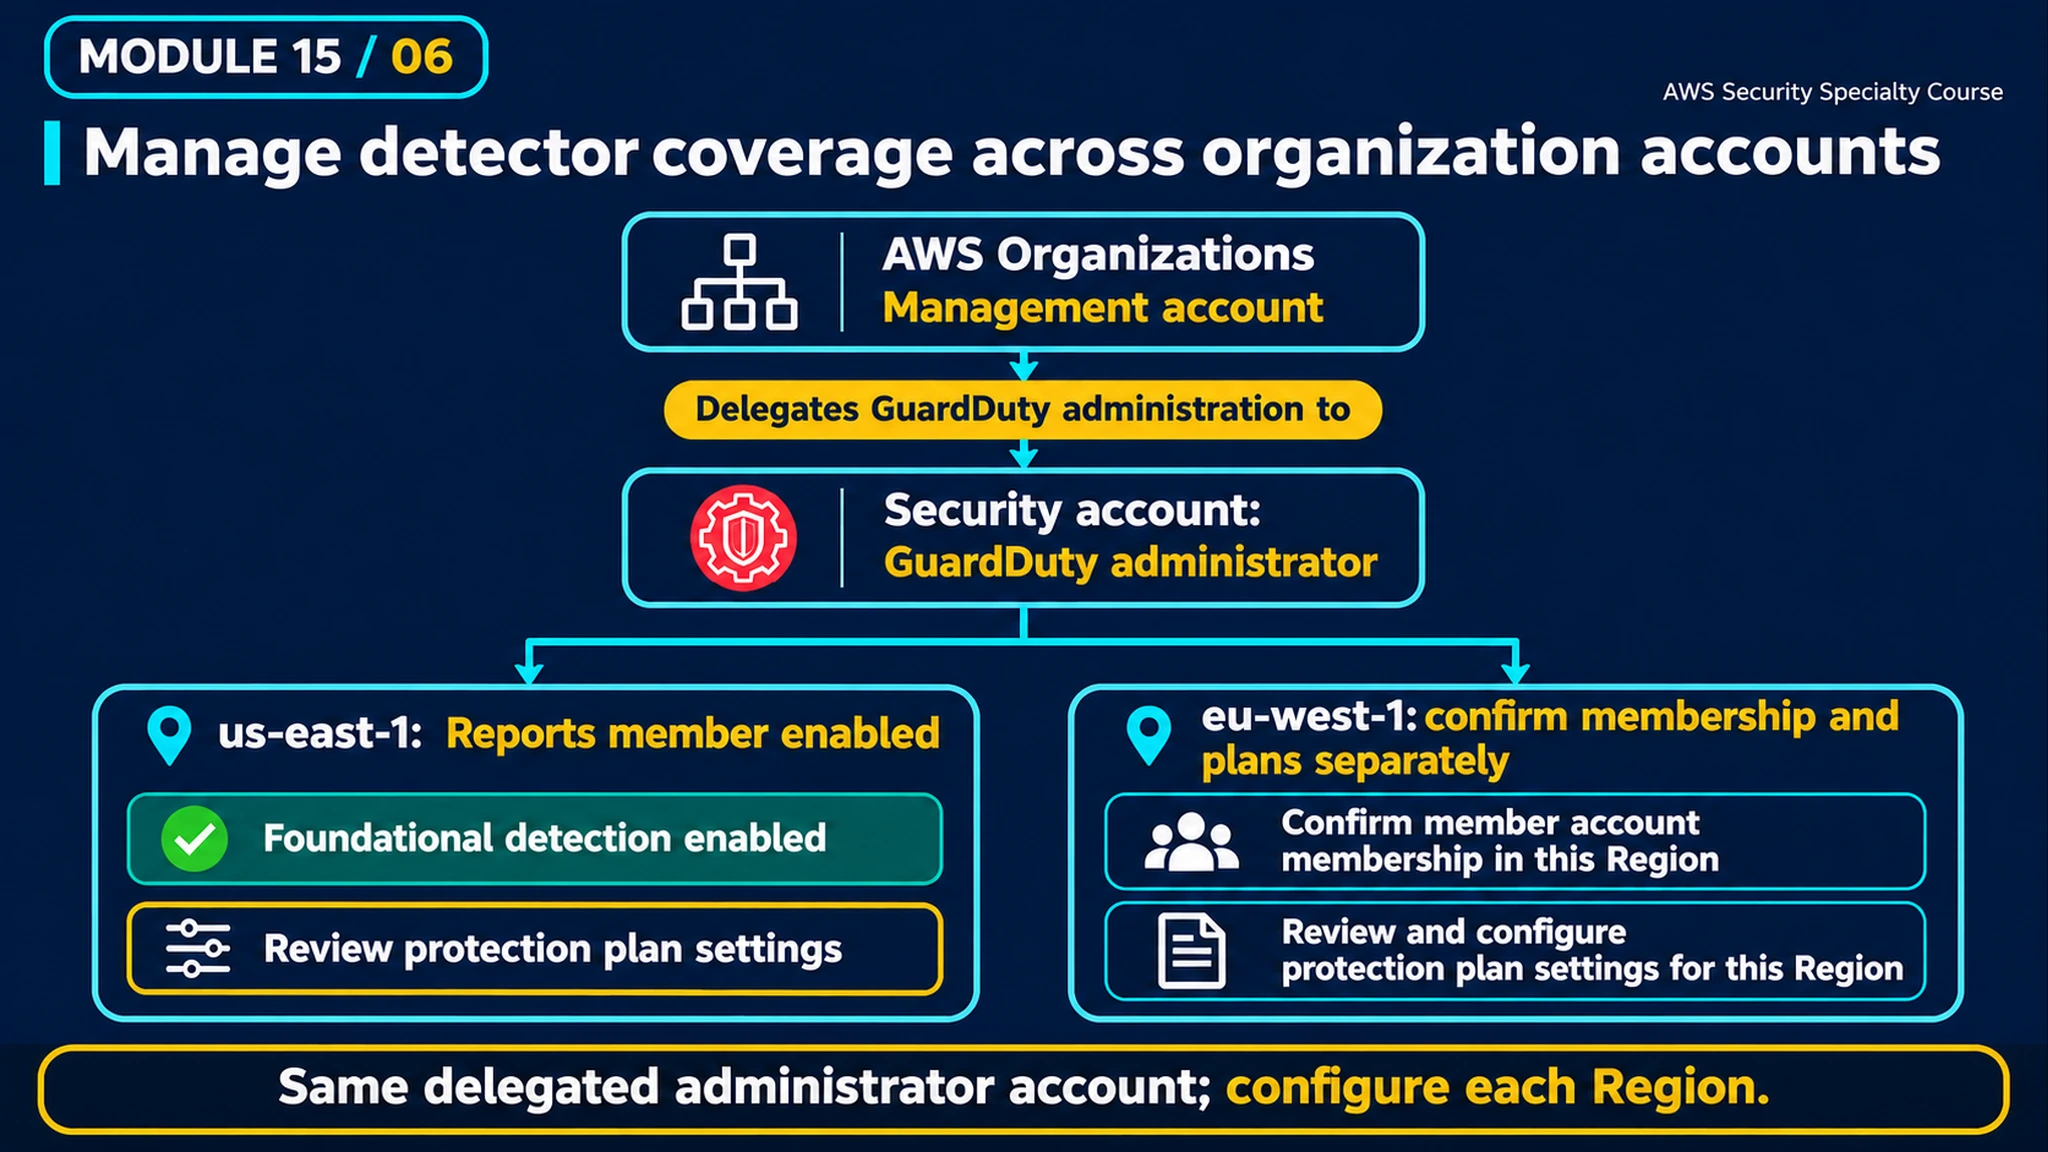 MODULE 15 / 06
AWS Security Specialty Course
Manage detector coverage across organization accounts
AWS Organizations
Management account
Delegates GuardDuty administration to
Security account:
GuardDuty administrator
us-east-1: Reports member enabled
Foundational detection enabled
Review protection plan settings
eu-west-1: confirm membership and
plans separately
Confirm member account
membership in this Region
Review and configure
protection plan settings for this Region
Same delegated administrator account; configure each Region.